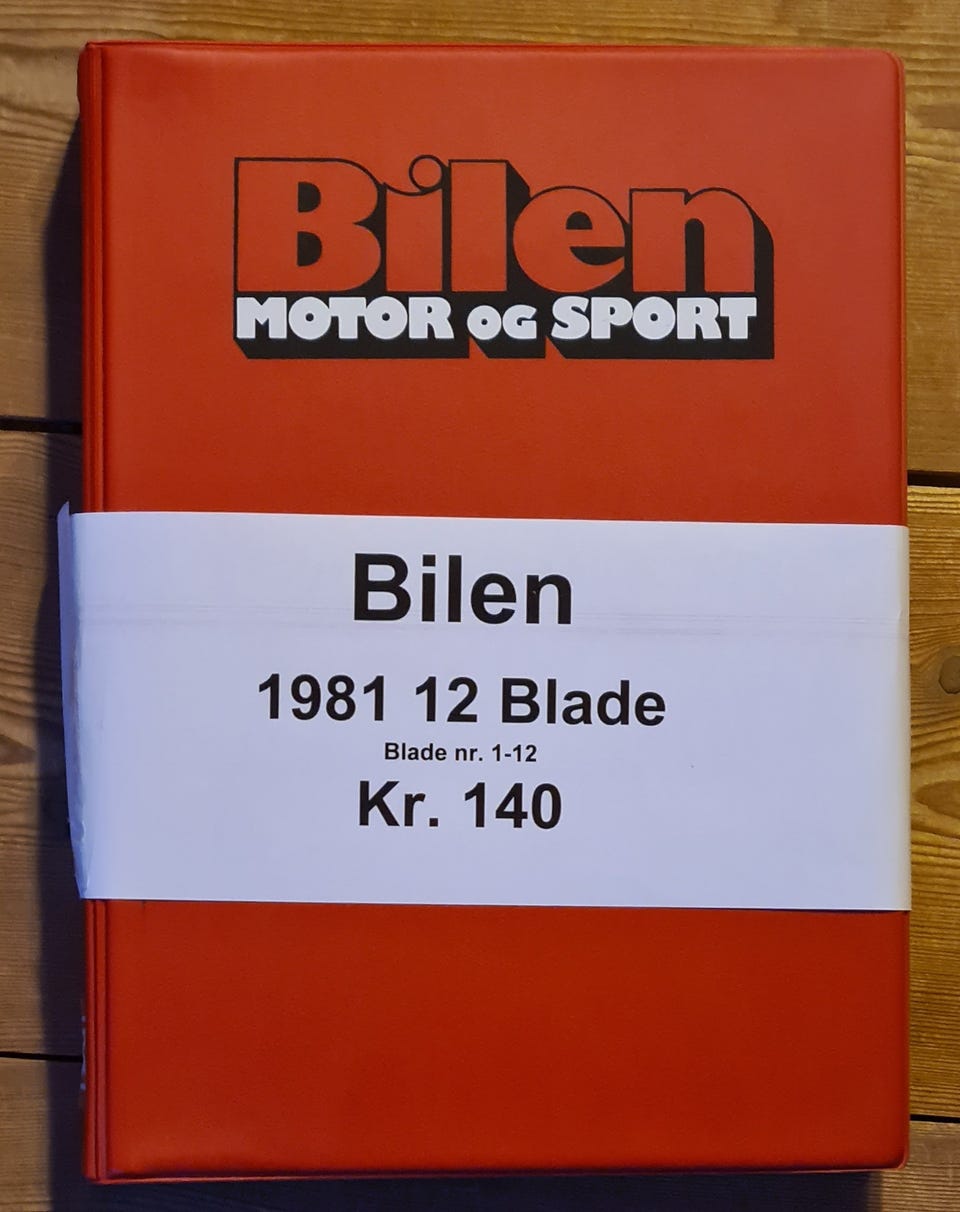 Bilen
MOTOR OG SPORT
Bilen
1981 12 Blade
Blade nr. 1-12
Kr. 140